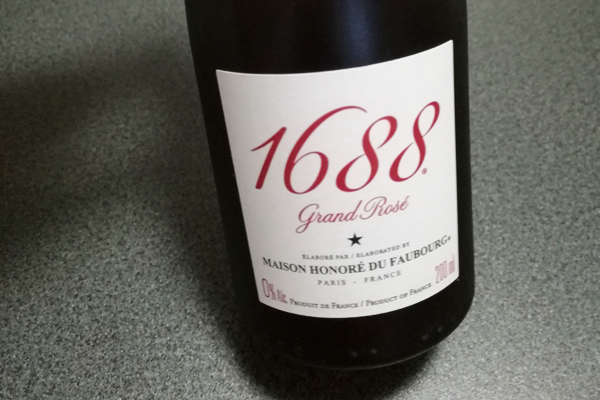 1688®
Grand Rosé
ÉLABORÉ PAR / ELABORATED BY
MAISON HONORÉ DU FAUBOURG®
PARIS - FRANCE
0% Alc. PRODUIT DE FRANCE / PRODUCT OF FRANCE 200 ml